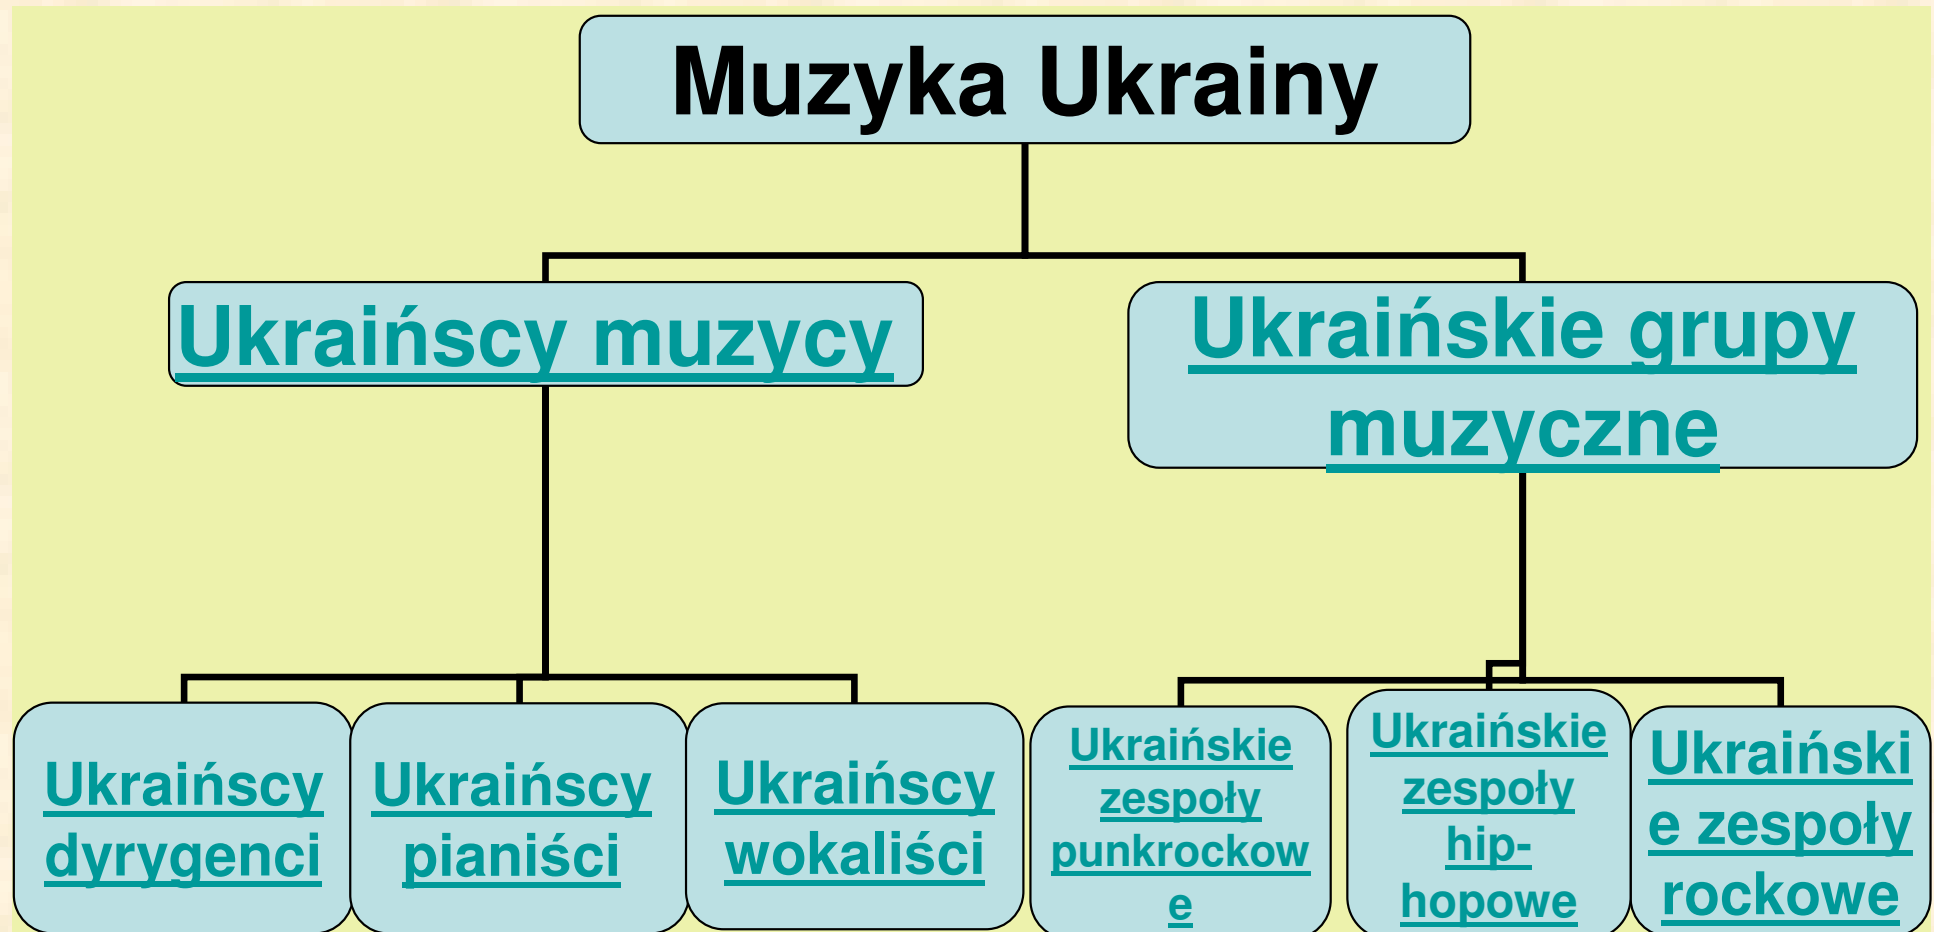 Muzyka Ukrainy
Ukraińscy muzycy
Ukraińskie grupy
muzyczne
Ukraińscy
dyrygenci
Ukraińscy
pianiści
Ukraińscy
wokaliści
Ukraińskie
zespoły
punkrockow
e
Ukraińskie
zespoły
hip-
hopowe
Ukraiński
e zespoły
rockowe